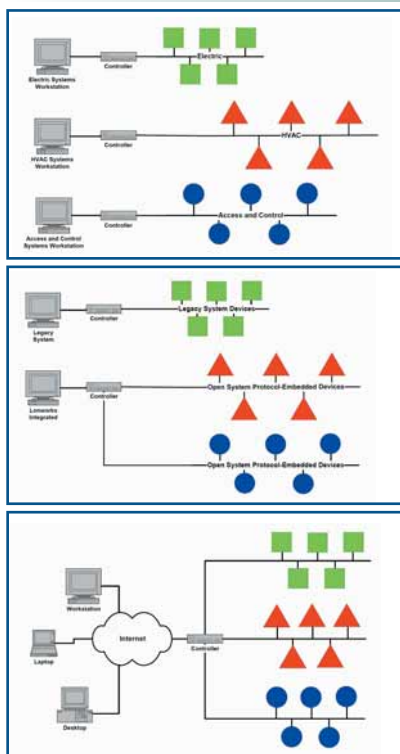 Electric
Controller
Electric Systems
Workstation
HVAC
Controller
HVAC Systems
Workstation
Access and Control
Controller
Access and Control
Systems Workstation
Legacy System Devices
Controller
Legacy
System
Open System Protocol-Embedded Devices
Controller
Lonworks
Integrated
Open System Protocol-Embedded Devices
Workstation
Internet
Laptop
Controller
Desktop